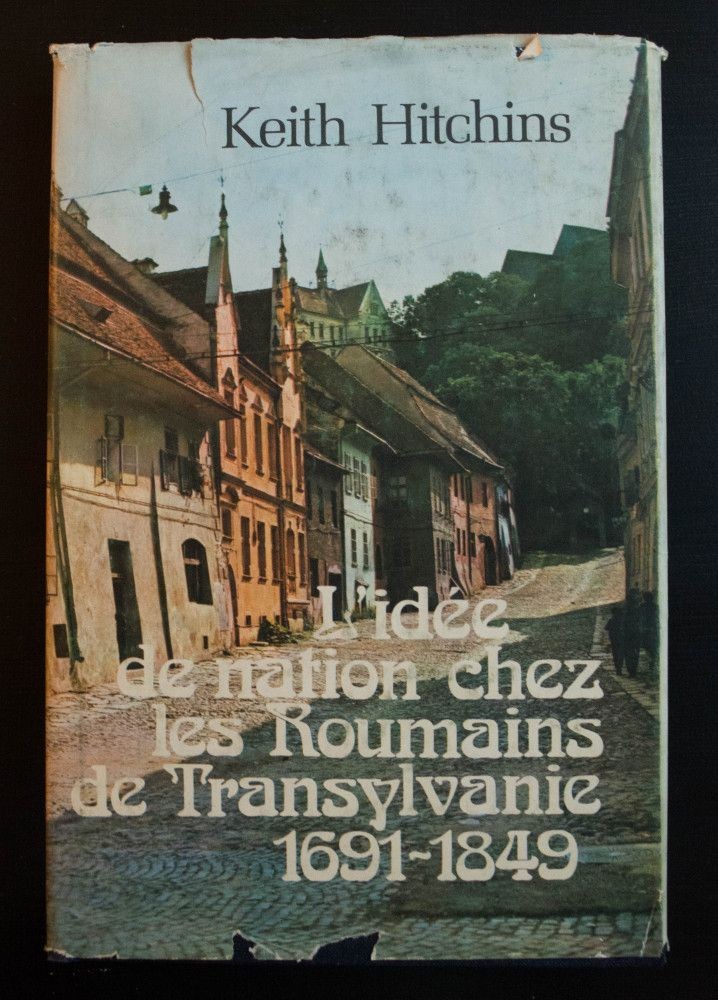 Keith Hitchins
L'idée
de nation chez
les Roumains
de Transylvanie
1691-1849